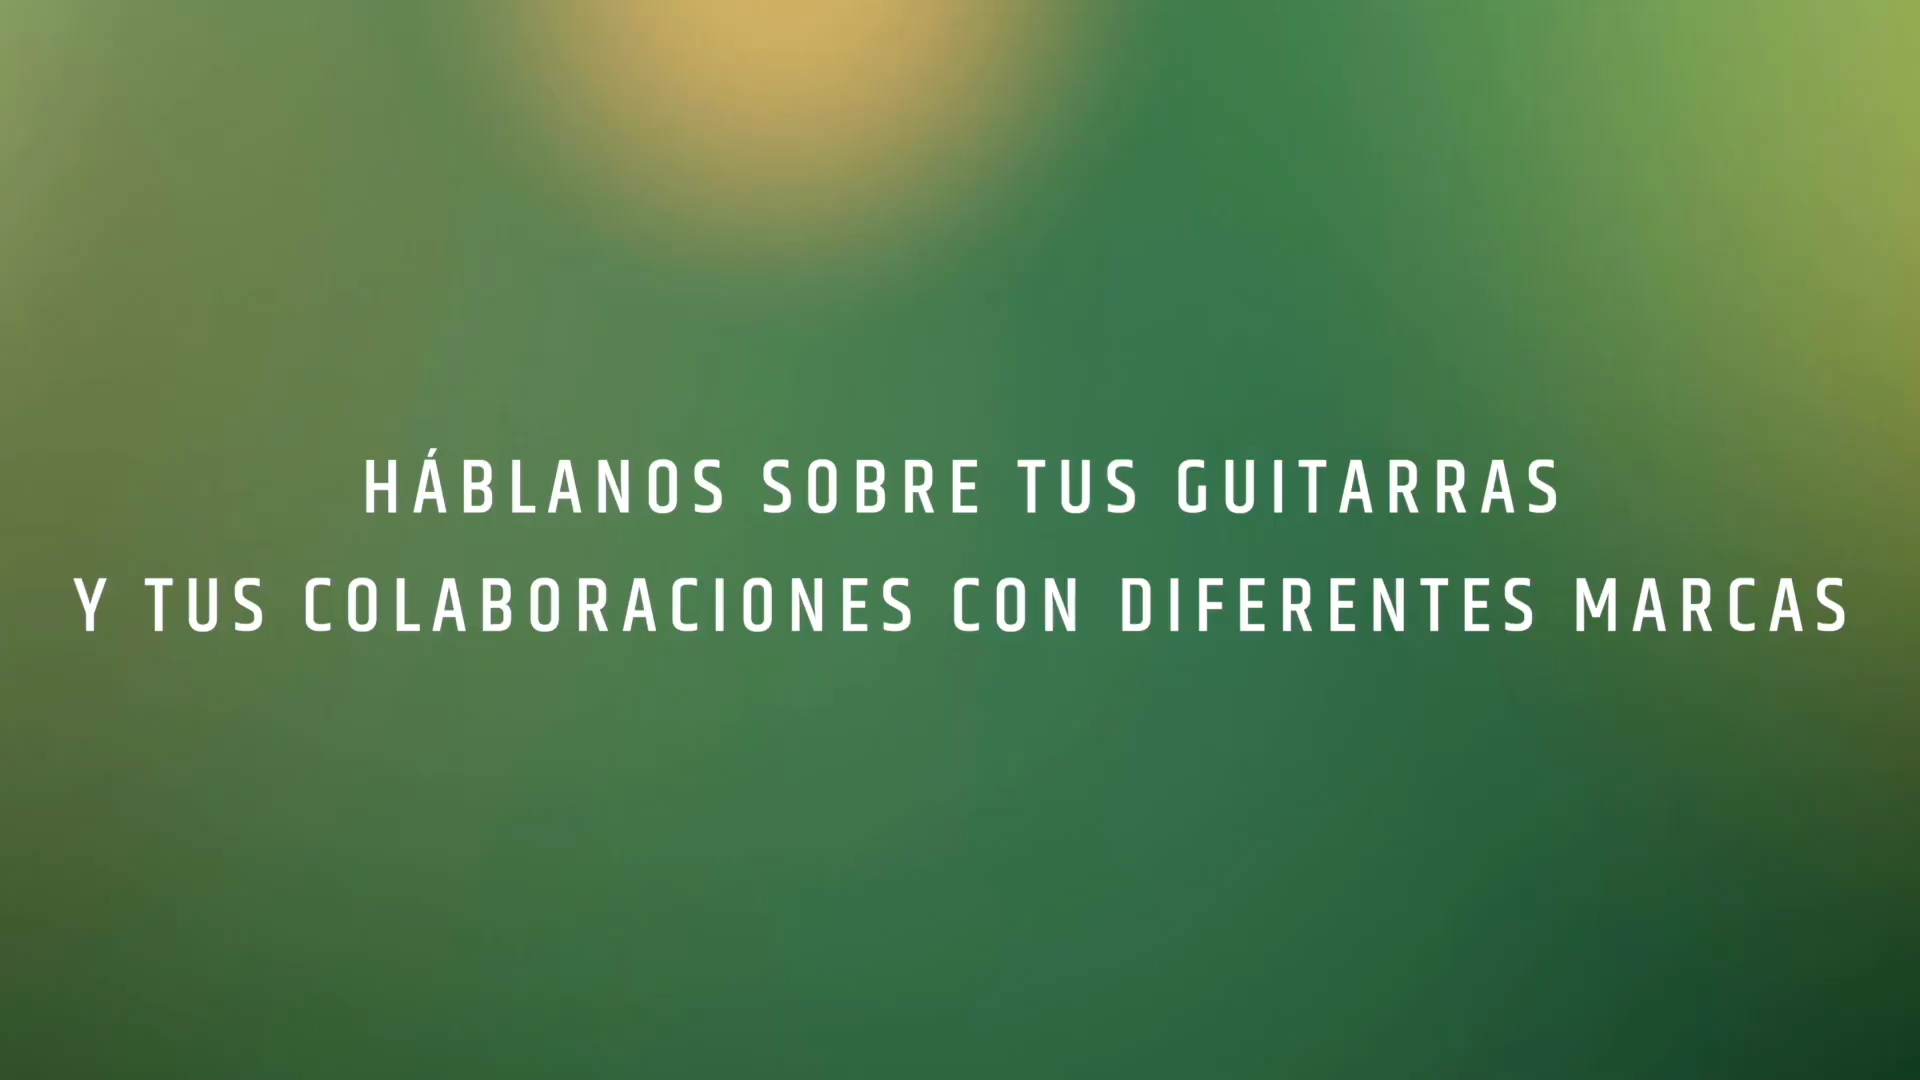 HÁBLANOS SOBRE TUS GUITARRAS
Y TUS COLABORACIONES CON DIFERENTES MARCAS